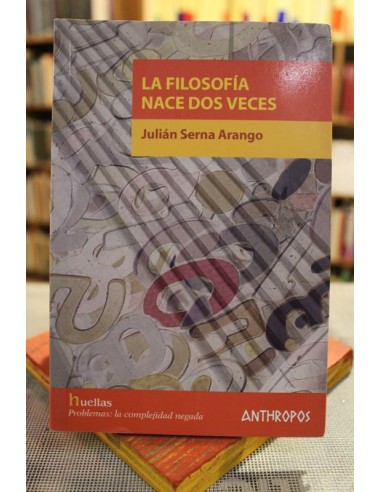 LA FILOSOFÍA
NACE DOS VECES
Julián Serna Arango
huellas
Problemas: la complejidad negada
ANTHROPOS